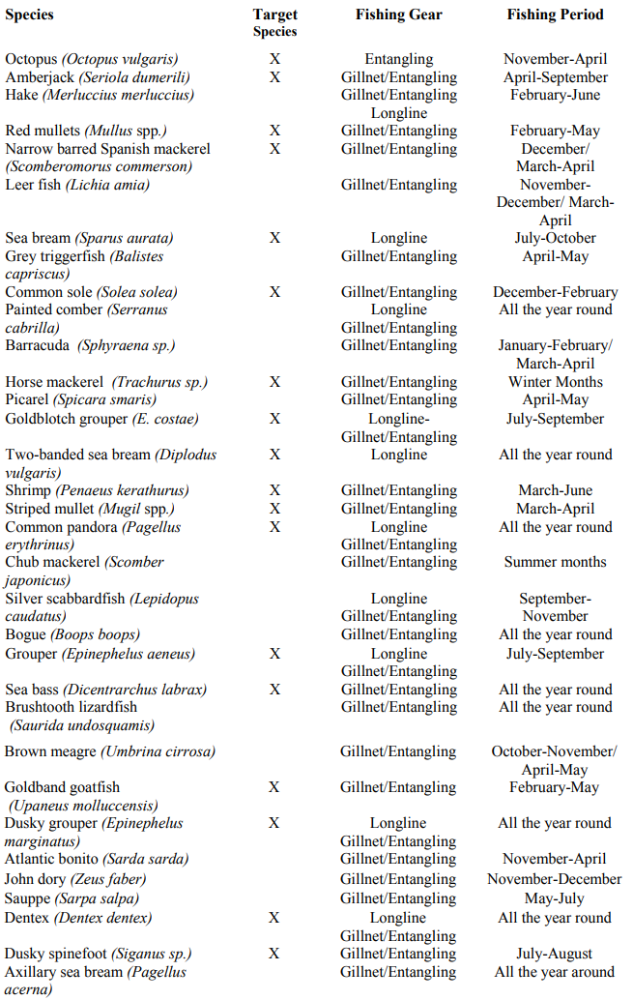 Species Target Species Fishing Gear Fishing Period
Octopus (Octopus vulgaris) X Entangling November-April
Amberjack (Seriola dumerili) X Gillnet/Entangling April-September
Hake (Merluccius merluccius) Gillnet/Entangling February-June
Longline
Red mullets (Mullus spp.) X Gillnet/Entangling February-May
Narrow barred Spanish mackerel X Gillnet/Entangling December/
(Scomberomorus commerson) March-April
Leer fish (Lichia amia) Gillnet/Entangling November-
December/ March-
April
Sea bream (Sparus aurata) X Longline July-October
Grey triggerfish (Balistes Gillnet/Entangling April-May
capriscus)
Common sole (Solea solea) X Gillnet/Entangling December-February
Painted comber (Serranus Longline All the year round
cabrilla) Gillnet/Entangling
Barracuda (Sphyraena sp.) Gillnet/Entangling January-February/
March-April
Horse mackerel (Trachurus sp.) X Gillnet/Entangling Winter Months
Picarel (Spicara smaris) Gillnet/Entangling April-May
Goldblotch grouper (E. costae) X Longline- July-September
Gillnet/Entangling
Two-banded sea bream (Diplodus X Longline All the year round
vulgaris)
Shrimp (Penaeus kerathurus) X Gillnet/Entangling March-June
Striped mullet (Mugil spp.) X Gillnet/Entangling March-April
Common pandora (Pagellus X Longline All the year round
erythrinus) Gillnet/Entangling
Chub mackerel (Scomber Gillnet/Entangling Summer months
japonicus)
Silver scabbardfish (Lepidopus Longline September-
caudatus) Gillnet/Entangling November
Bogue (Boops boops) Gillnet/Entangling All the year round
Grouper (Epinephelus aeneus) X Longline July-September
Gillnet/Entangling
Sea bass (Dicentrarchus labrax) X Gillnet/Entangling All the year round
Brushtooth lizardfish Gillnet/Entangling All the year round
(Saurida undosquamis)
Brown meagre (Umbrina cirrosa) Gillnet/Entangling October-November/
April-May
Goldband goatfish X Gillnet/Entangling February-May
(Upaneus molluccensis)
Dusky grouper (Epinephelus X Longline All the year round
marginatus) Gillnet/Entangling
Atlantic bonito (Sarda sarda) Gillnet/Entangling November-April
John dory (Zeus faber) Gillnet/Entangling November-December
Sauppe (Sarpa salpa) Gillnet/Entangling May-July
Dentex (Dentex dentex) X Longline All the year round
Gillnet/Entangling
Dusky spinefoot (Siganus sp.) X Gillnet/Entangling July-August
Axillary sea bream (Pagellus Gillnet/Entangling All the year around
acerna)